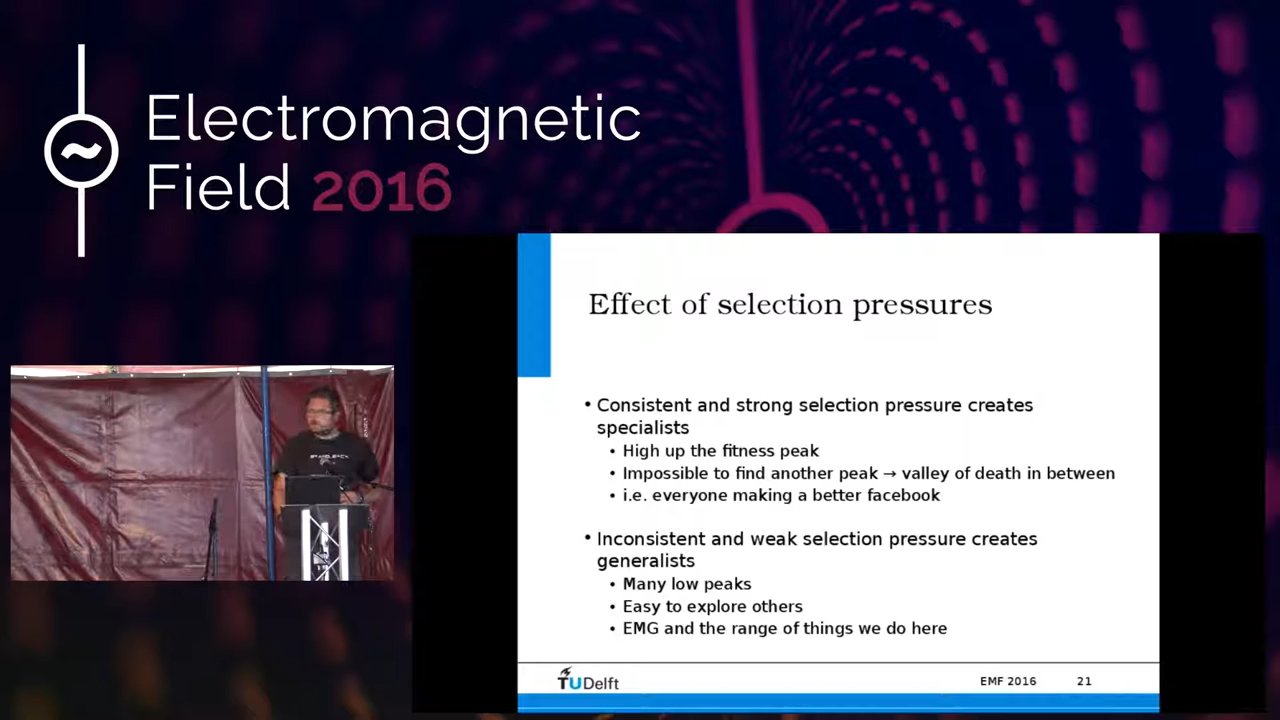 Electromagnetic
Field 2016
Effect of selection pressures
• Consistent and strong selection pressure creates
specialists
• High up the fitness peak
• Impossible to find another peak → valley of death in between
• i.e. everyone making a better facebook
• Inconsistent and weak selection pressure creates
generalists
• Many low peaks
• Easy to explore others
• EMG and the range of things we do here
TUDelft
EMF 2016 21